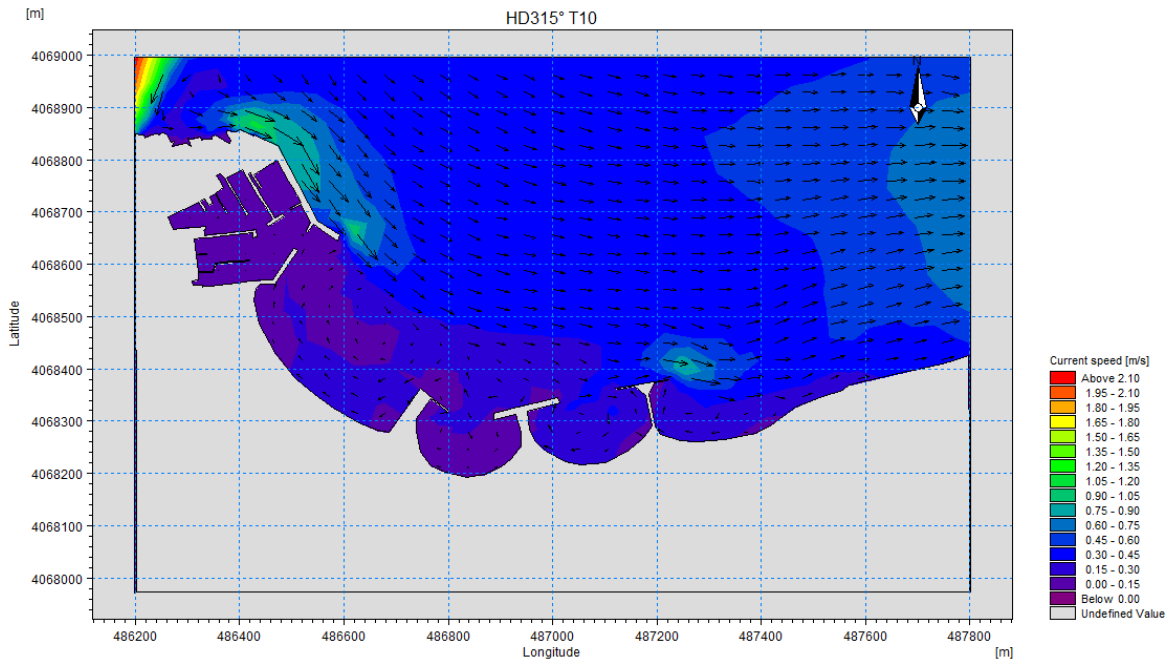 HD315° T10
[m]
4069000
4068900
4068800
4068700
4068600
4068500
4068400
4068300
4068200
4068100
4068000
Latitude
N
486200 486400 486600 486800 487000 487200 487400 487600 487800
Longitude
[m]
Current speed [m/s]
Above 2.10
1.95 - 2.10
1.80 - 1.95
1.65 - 1.80
1.50 - 1.65
1.35 - 1.50
1.20 - 1.35
1.05 - 1.20
0.90 - 1.05
0.75 - 0.90
0.60 - 0.75
0.45 - 0.60
0.30 - 0.45
0.15 - 0.30
0.00 - 0.15
Below 0.00
Undefined Value